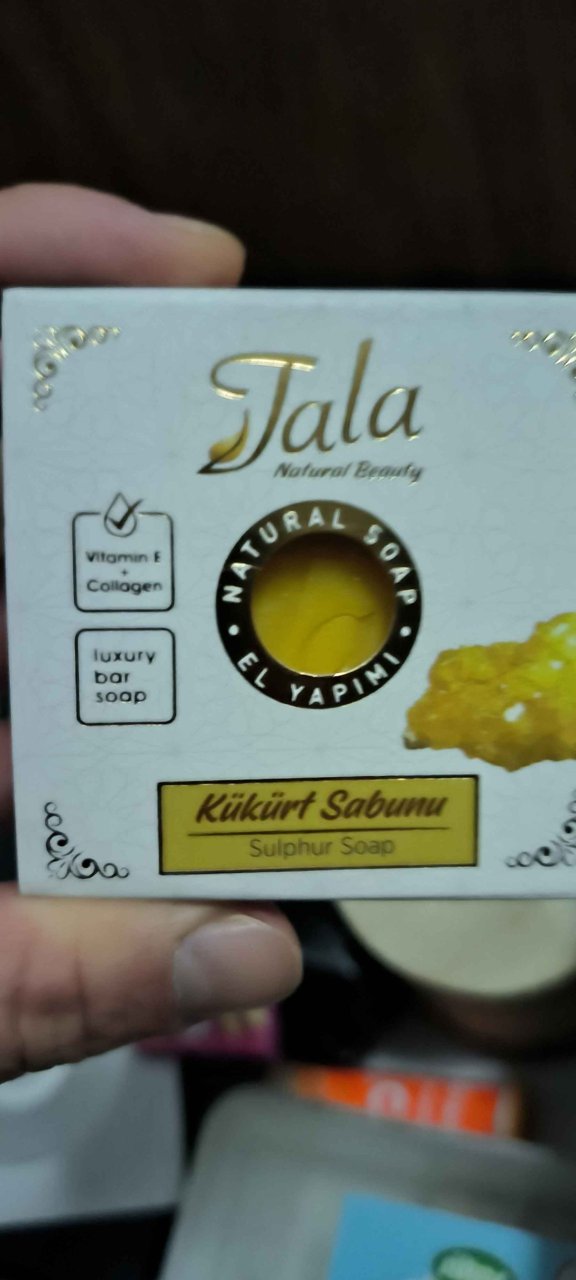 Tala
Natural Beauty
NATURAL SOAP
EL YAPIMI
Vitamin E
+
Collagen
luxury
bar
soap
Kükürt Sabunu
Sulphur Soap